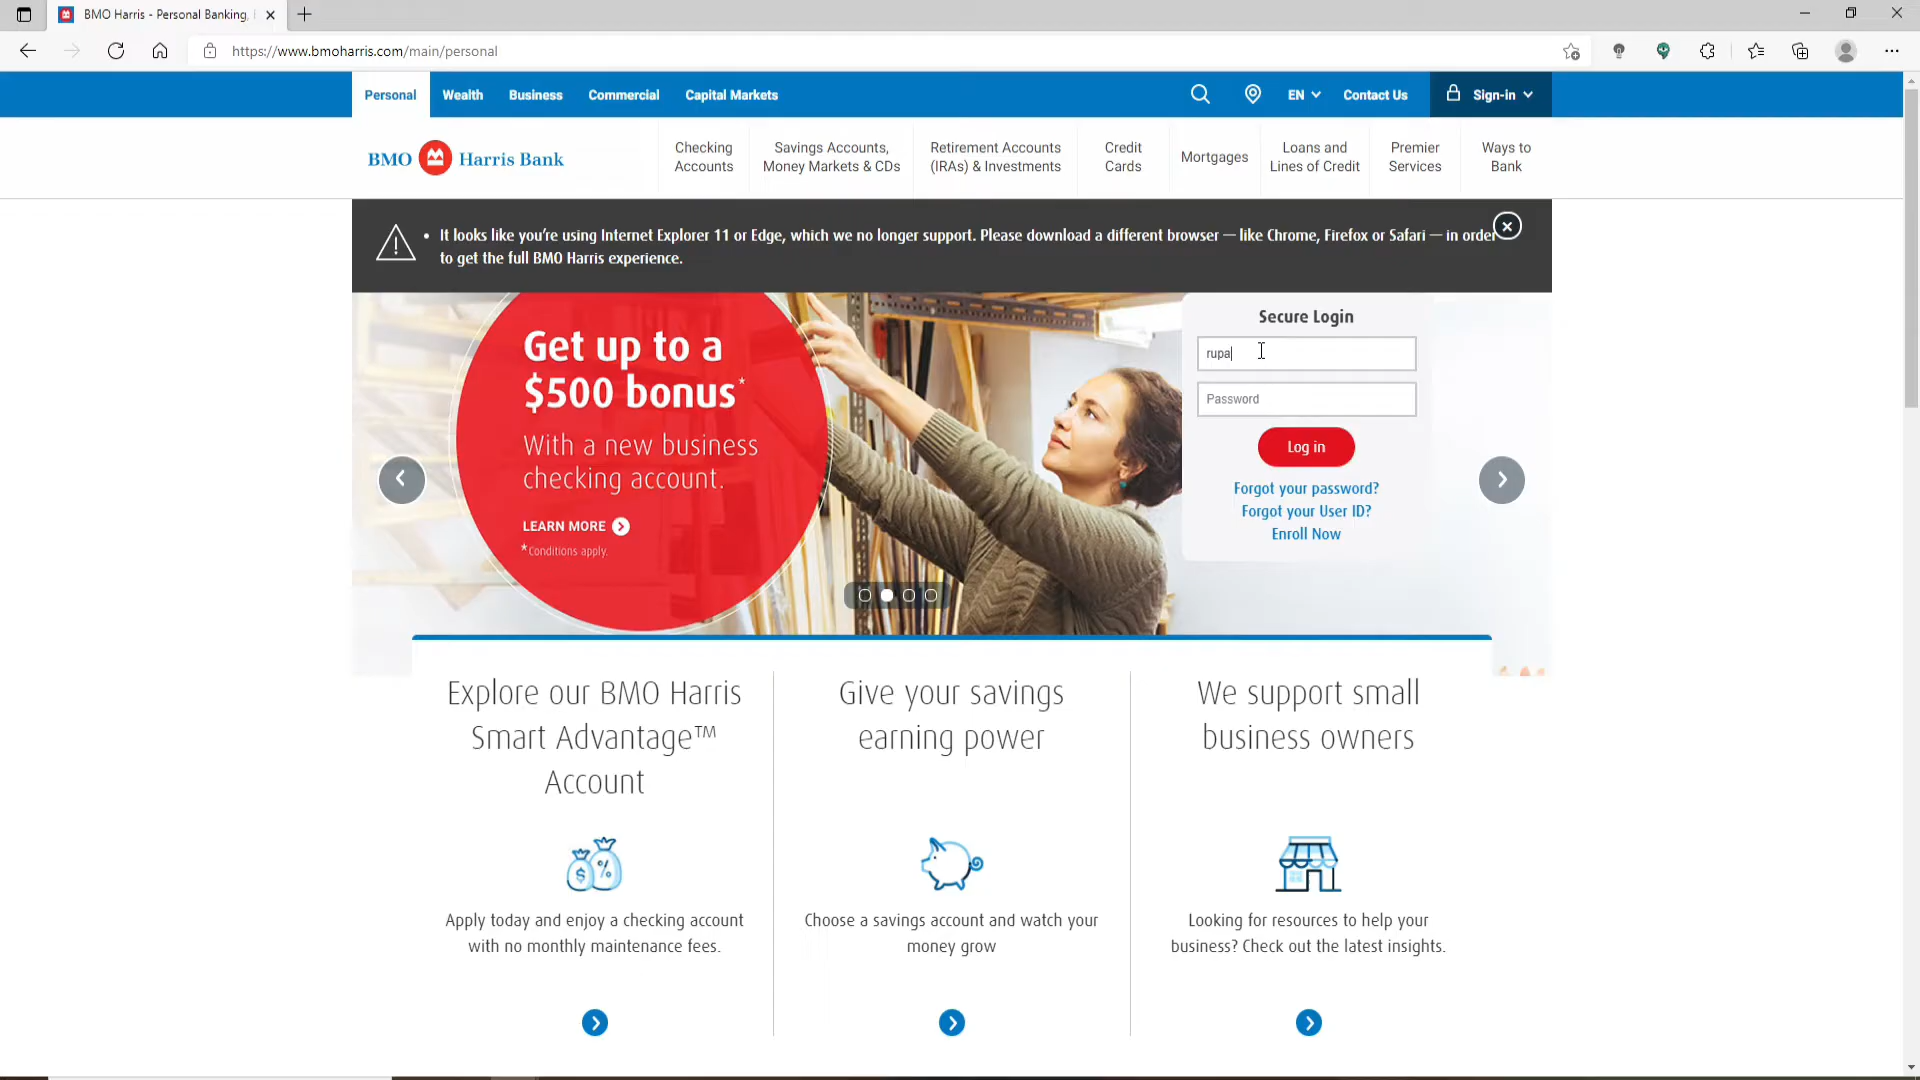 BMO Harris - Personal Banking,
https://www.bmoharris.com/main/personal
Personal
Wealth
Business
Commercial
Capital Markets
EN
Contact Us
Sign-in
BMO Harris Bank
Checking
Accounts
Savings Accounts,
Money Markets & CDs
Retirement Accounts
(IRAs) & Investments
Credit
Cards
Mortgages
Loans and
Lines of Credit
Premier
Services
Ways to
Bank
• It looks like you’re using Internet Explorer 11 or Edge, which we no longer support. Please download a different browser — like Chrome, Firefox or Safari — in order
to get the full BMO Harris experience.
Get up to a
$500 bonus*
With a new business
checking account.
LEARN MORE
*Conditions apply.
Secure Login
rupa
Password
Log in
Forgot your password?
Forgot your User ID?
Enroll Now
Explore our BMO Harris
Smart Advantage™
Account
Apply today and enjoy a checking account
with no monthly maintenance fees.
Give your savings
earning power
Choose a savings account and watch your
money grow
We support small
business owners
Looking for resources to help your
business? Check out the latest insights.